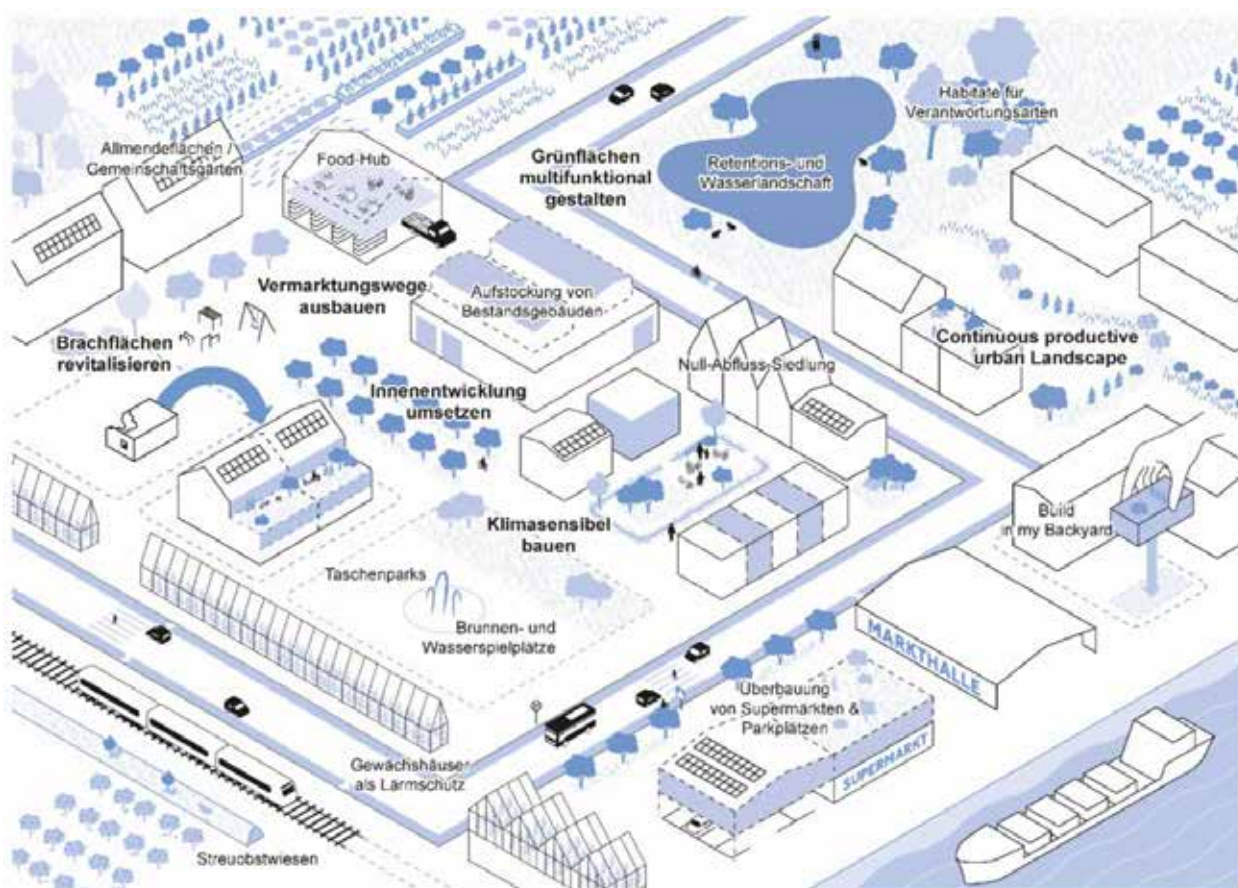 Habitate für
Verantwortungsarten
Allmendeflächen /
Gemeinschaftsgärten
Food-Hub
Grünflächen
multifunktional
gestalten
Retentions- und
Wasserlandschaft
Vermarktungswege
ausbauen
Aufstockung von
Bestandsgebäuden
Brachflächen
revitalisieren
Continuous productive
urban Landscape
Null-Abfluss-Siedlung
Innenentwicklung
umsetzen
Klimasensibel
bauen
Build
in my Backyard
Taschenparks
Brunnen- und
Wasserspielplätze
MARKTHALLE
Überbauung
von Supermärkten &
Parkplätzen
SUPERMARKT
Gewächshäuser
als Lärmschutz
Streuobstwiesen